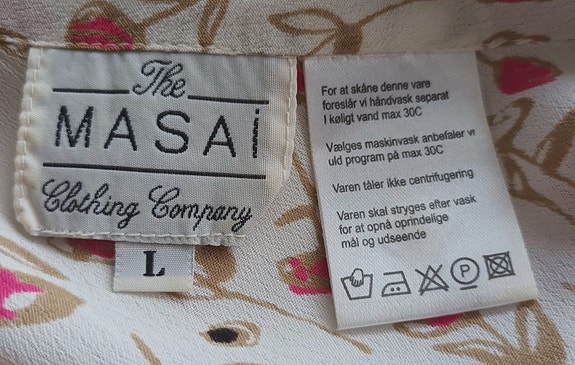 The
MASAi
Clothing Company
L
For at skåne denne vare
foreslår vi håndvask separat
I køligt vand max 30C
Vælges maskinvask anbefaler vi
uld program på max 30C
Varen tåler ikke centrifugering
Varen skal stryges efter vask
for at opnå oprindelige
mål og udseende
P